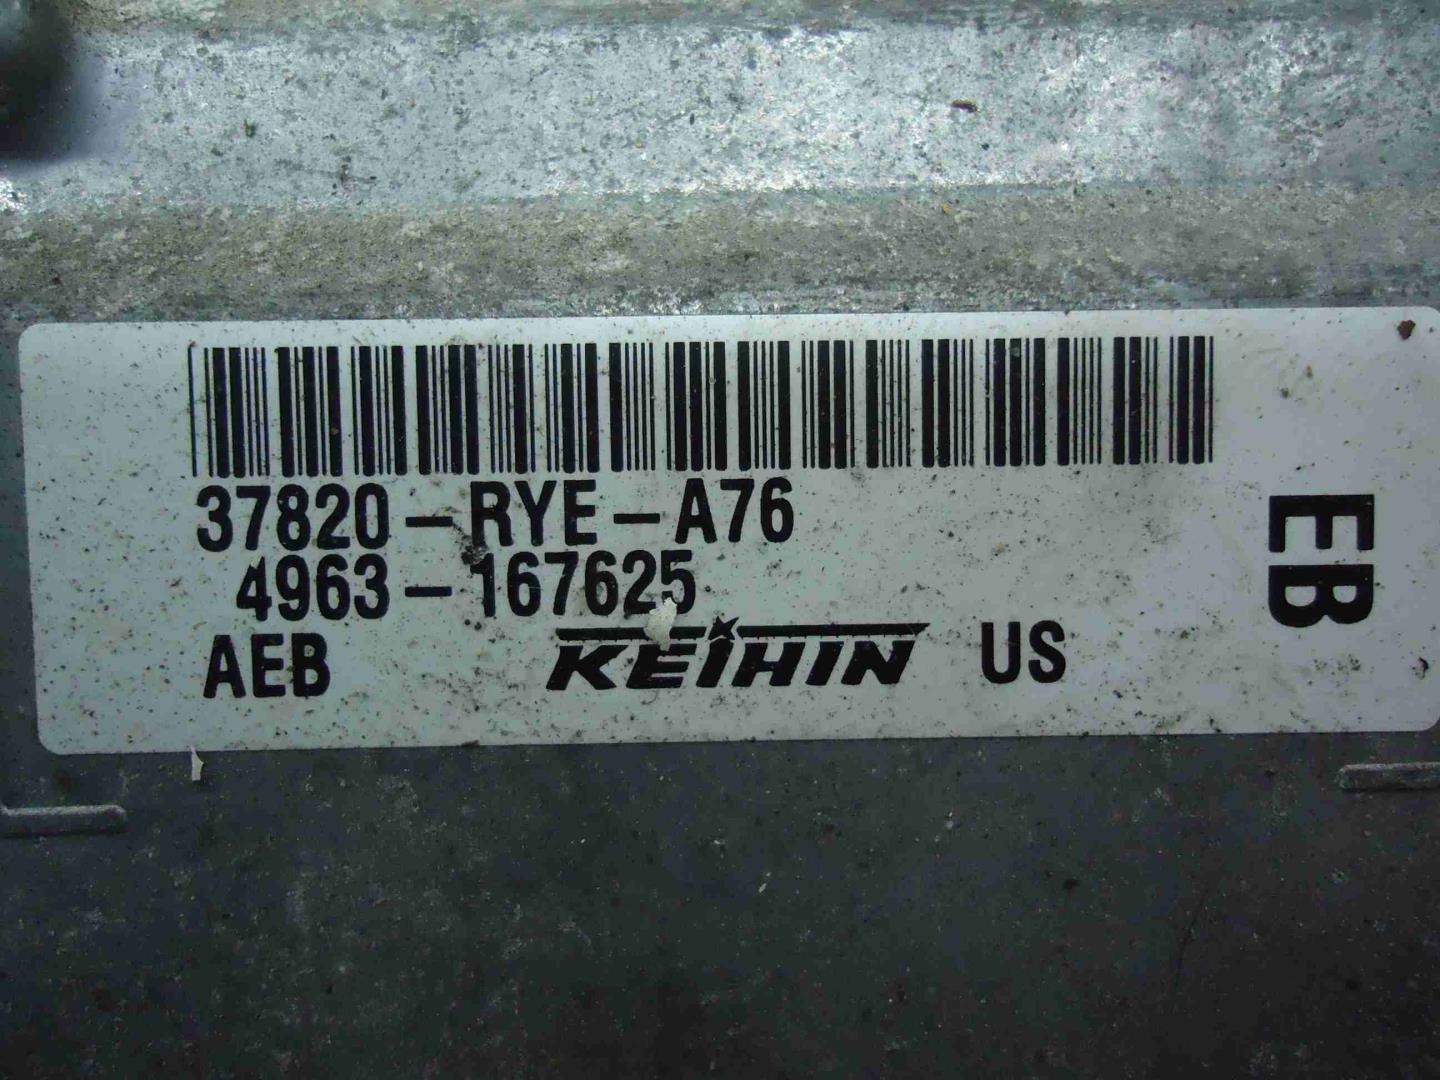 37820-RYE-A76
4963-167625
AEB KEIHIN US
EB